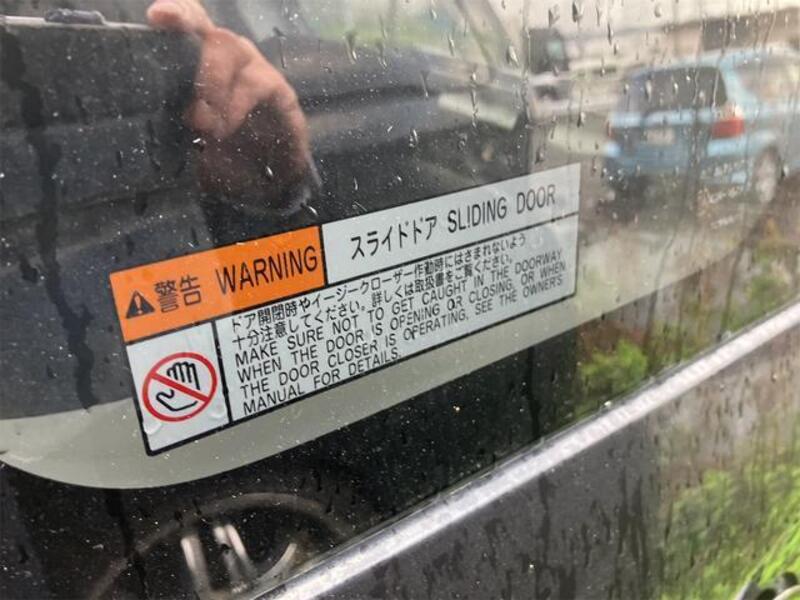 警告 WARNING
スライドドア SLIDING DOOR
ドア開閉時やイージークローザー作動時にはさまれないよう
十分注意してください。詳しくは取扱書をご覧ください。
MAKE SURE NOT TO GET CAUGHT IN THE DOORWAY
WHEN THE DOOR IS OPENING OR CLOSING, OR WHEN
THE DOOR CLOSER IS OPERATING. SEE THE OWNER'S
MANUAL FOR DETAILS.